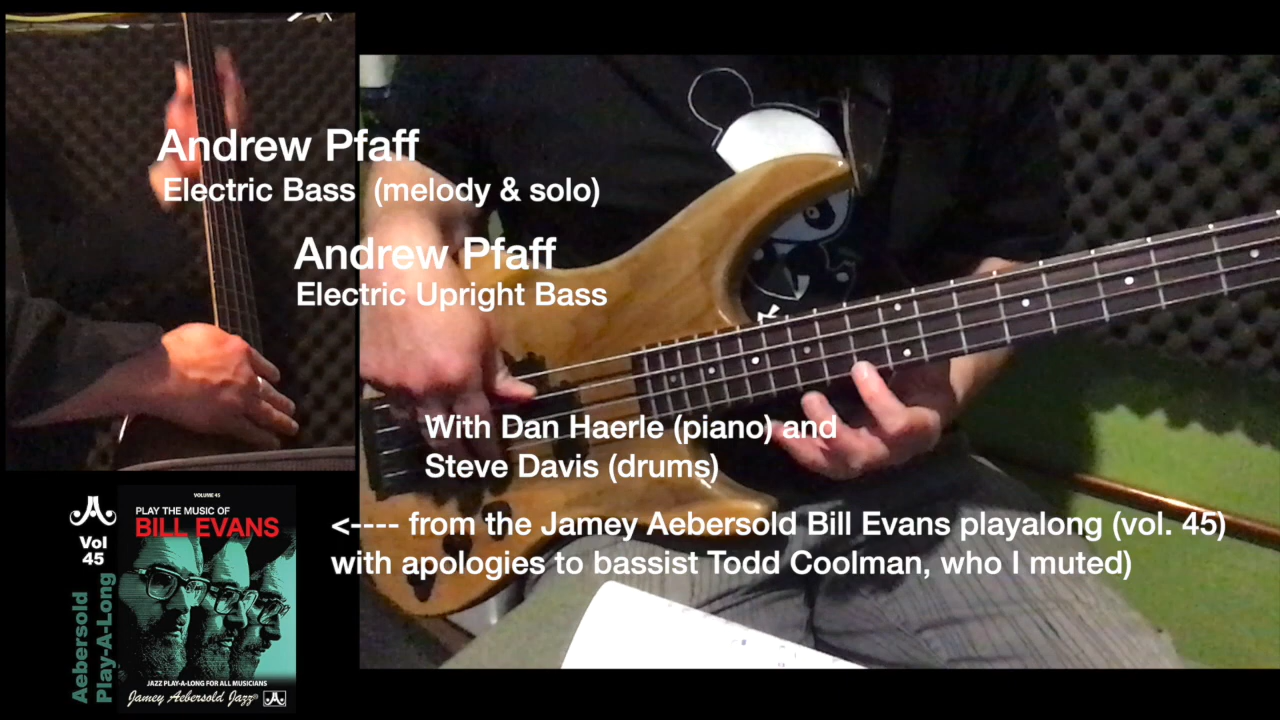 Andrew Pfaff
Electric Bass (melody & solo)
Andrew Pfaff
Electric Upright Bass
With Dan Haerle (piano) and
Steve Davis (drums)
<---- from the Jamey Aebersold Bill Evans playalong (vol. 45)
with apologies to bassist Todd Coolman, who I muted)
Vol
45
Aebersold
Play-A-Long
VOLUME 45
PLAY THE MUSIC OF
BILL EVANS
JAZZ PLAY-A-LONG FOR ALL MUSICIANS
Jamey Aebersold Jazz®